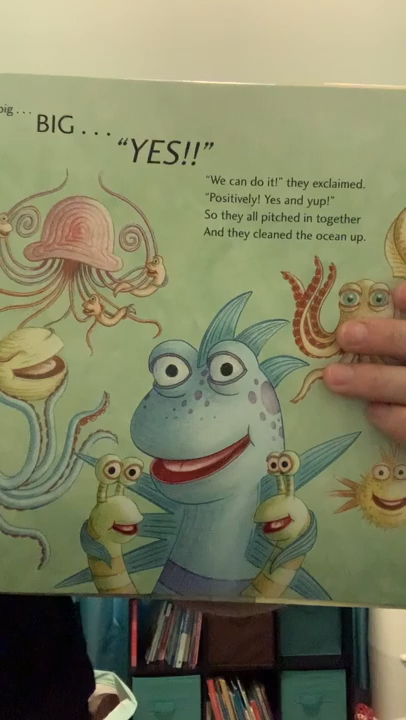 big...
BIG...
“YES!!”
“We can do it!” they exclaimed.
“Positively! Yes and yup!”
So they all pitched in together
And they cleaned the ocean up.